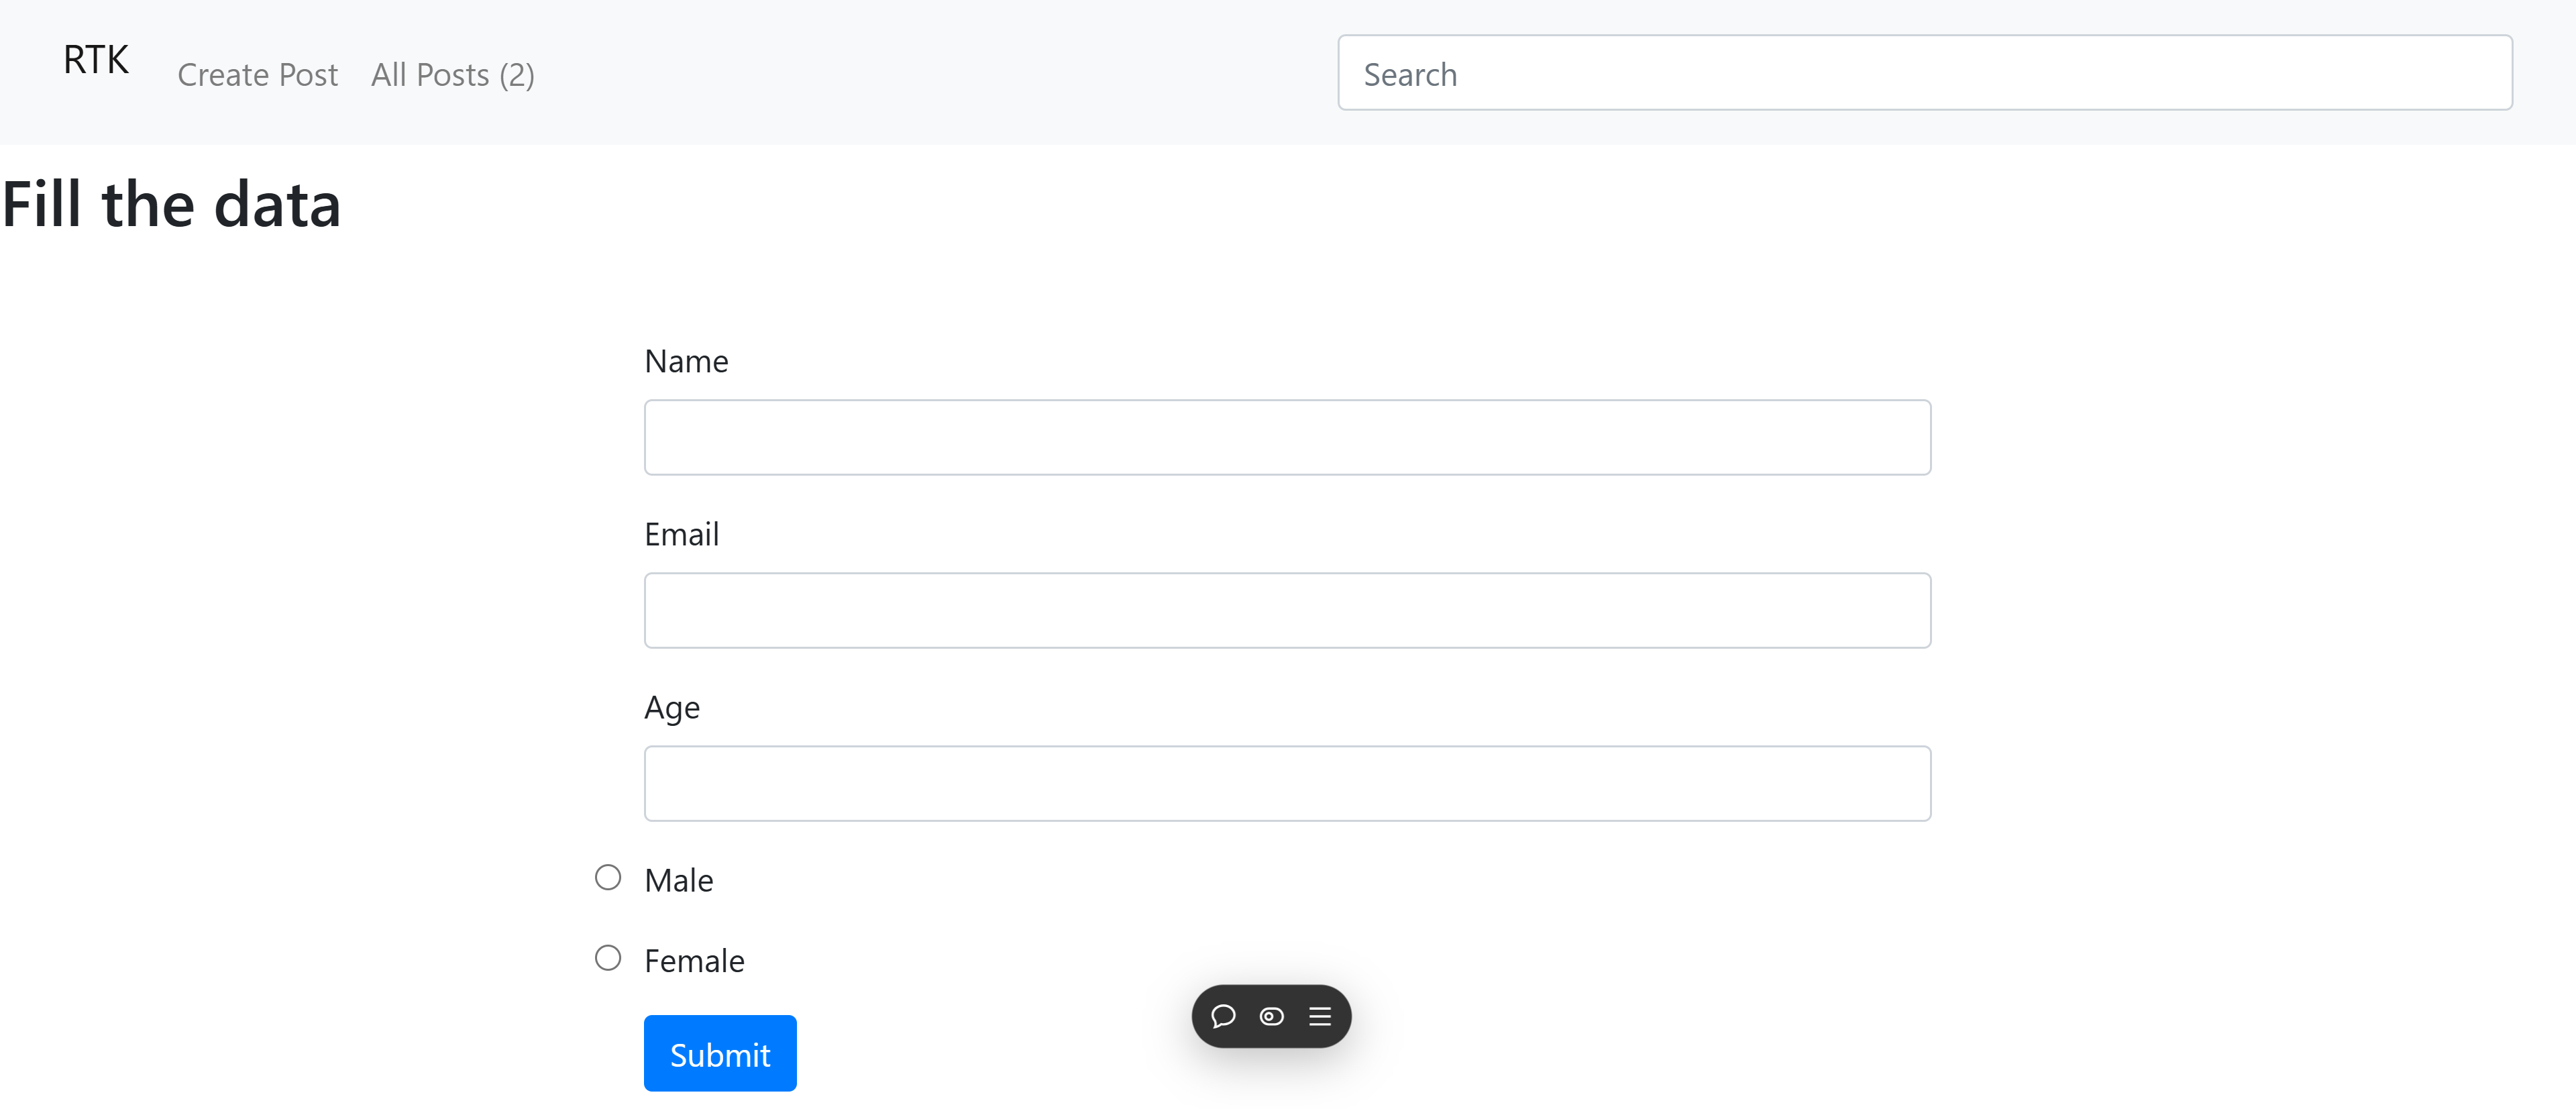 RTK Create Post All Posts (2) Search
Fill the data
Name
Email
Age
Male
Female
Submit